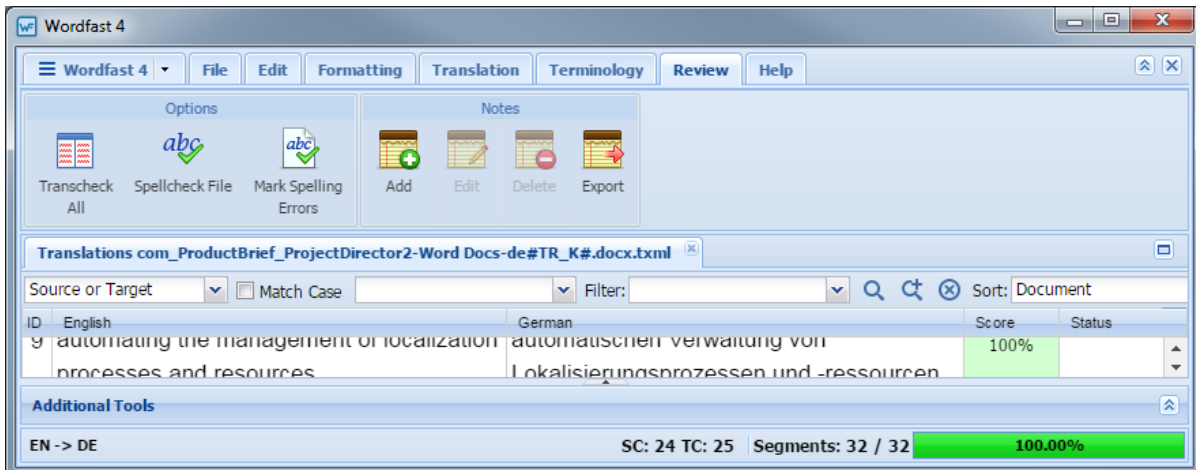 Wordfast 4
Wordfast 4 File Edit Formatting Translation Terminology Review Help
Options Notes
Transcheck All Spellcheck File Mark Spelling Errors Add Edit Delete Export
Translations com_ProductBrief_ProjectDirector2-Word Docs-de#TR_K#.docx.txml
Source or Target Match Case Filter: Sort: Document
ID English German Score Status
9 automating the management of localization automatischen Verwaltung von 100%
processes and resources Lokalisierungsprozessen und -ressourcen
Additional Tools
EN -> DE SC: 24 TC: 25 Segments: 32 / 32 100.00%